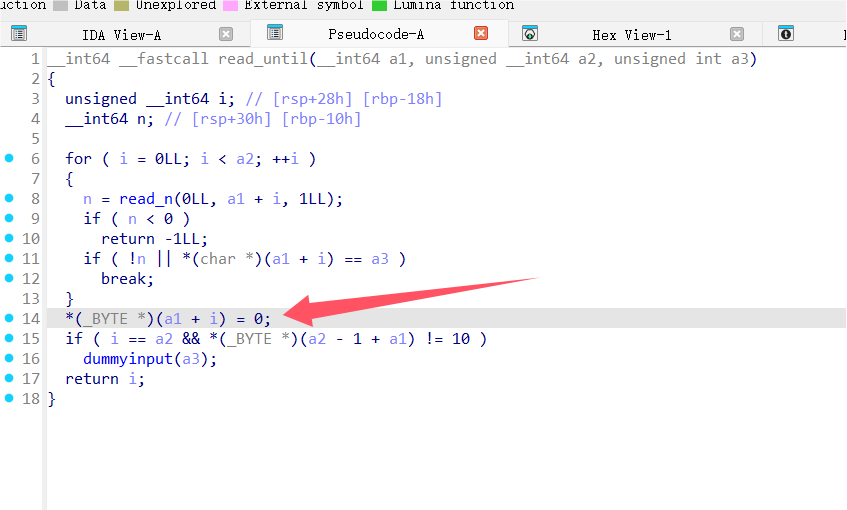 uction Data Unexplored External symbol Lumina function
IDA View-A Pseudocode-A Hex View-1
1 __int64 __fastcall read_until(__int64 a1, unsigned __int64 a2, unsigned int a3)
2 {
3 unsigned __int64 i; // [rsp+28h] [rbp-18h]
4 __int64 n; // [rsp+30h] [rbp-10h]
5
6 for ( i = 0LL; i < a2; ++i )
7 {
8 n = read_n(0LL, a1 + i, 1LL);
9 if ( n < 0 )
10 return -1LL;
11 if ( !n || *(char *)(a1 + i) == a3 )
12 break;
13 }
14 *(_BYTE *)(a1 + i) = 0;
15 if ( i == a2 && *(_BYTE *)(a2 - 1 + a1) != 10 )
16 dummyinput(a3);
17 return i;
18 }